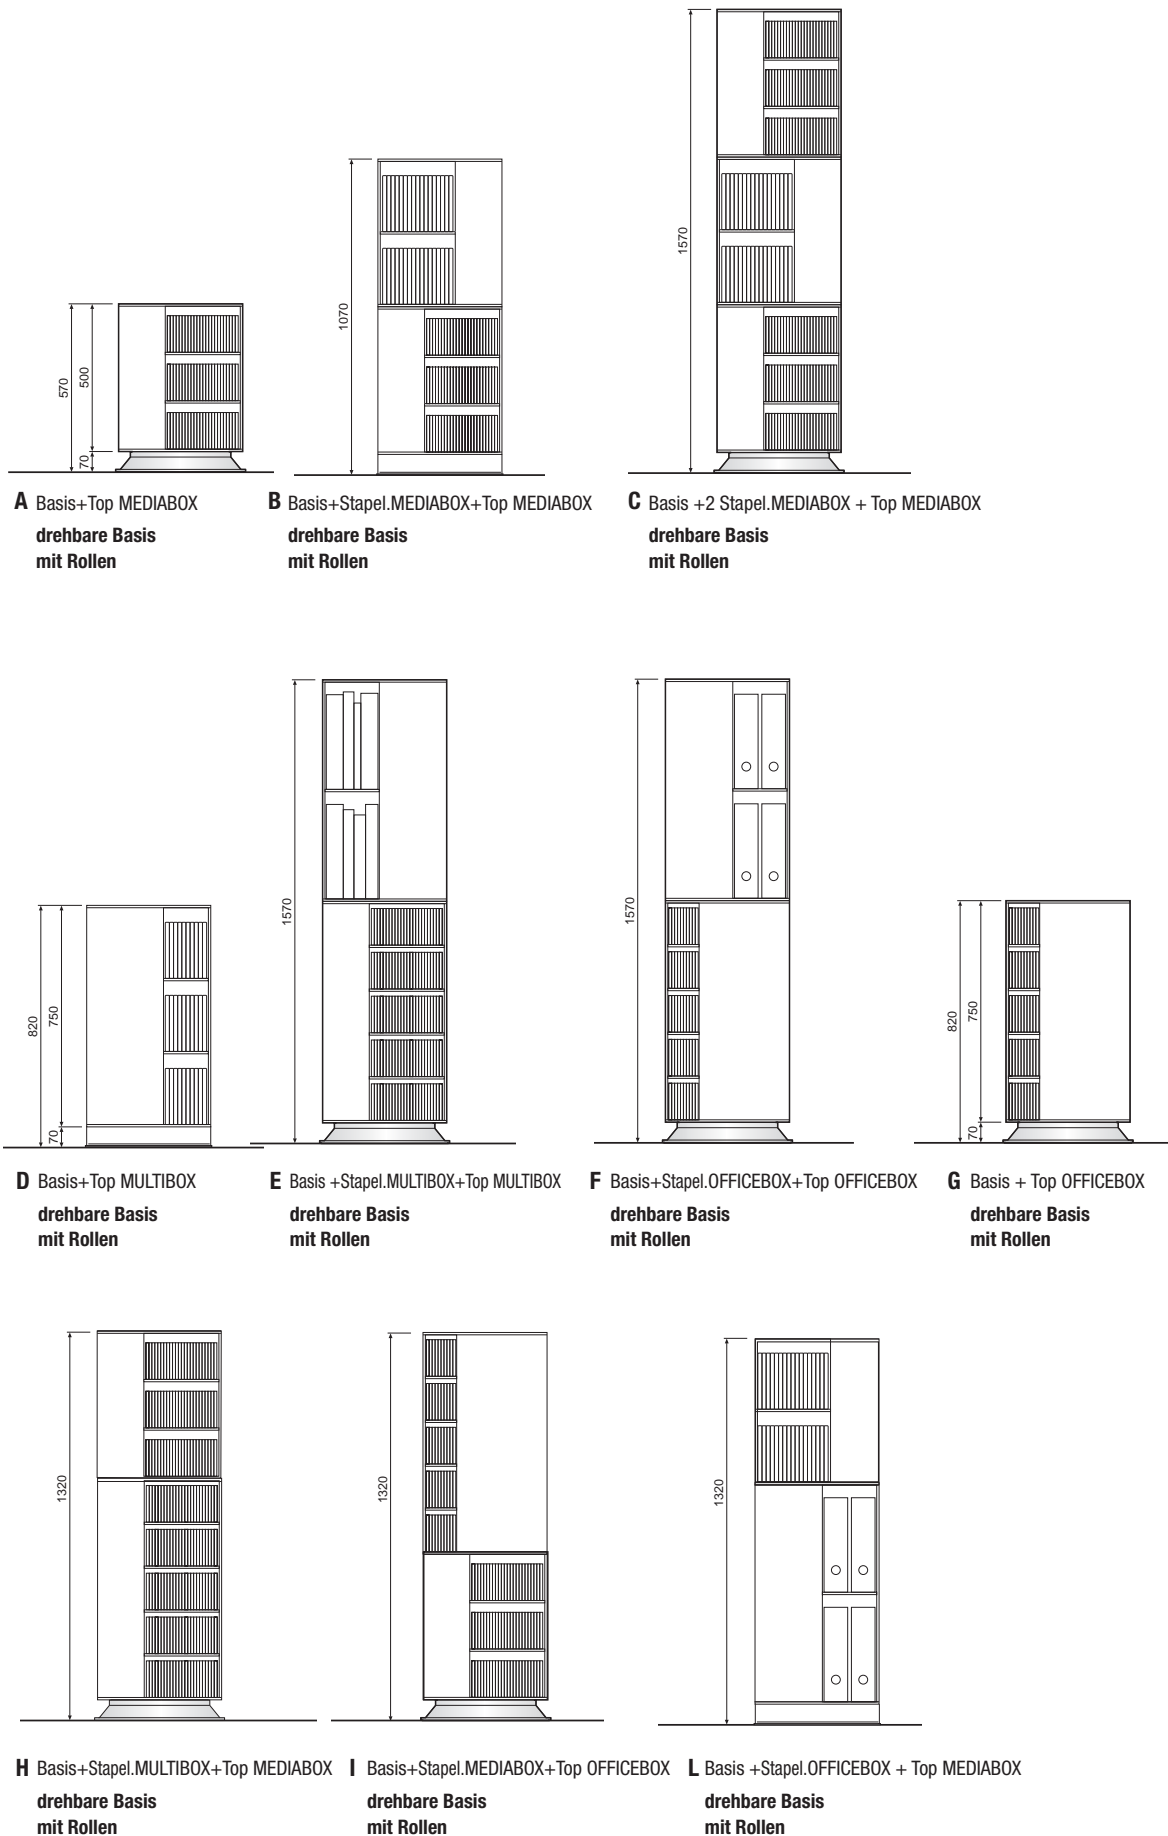 1570
1070
570
500
70
A Basis+Top MEDIABOX
drehbare Basis
mit Rollen
B Basis+Stapel.MEDIABOX+Top MEDIABOX
drehbare Basis
mit Rollen
C Basis +2 Stapel.MEDIABOX + Top MEDIABOX
drehbare Basis
mit Rollen
820
750
70
1570
1570
820
750
70
D Basis+Top MULTIBOX
drehbare Basis
mit Rollen
E Basis +Stapel.MULTIBOX+Top MULTIBOX
drehbare Basis
mit Rollen
F Basis+Stapel.OFFICEBOX+Top OFFICEBOX
drehbare Basis
mit Rollen
G Basis + Top OFFICEBOX
drehbare Basis
mit Rollen
1320
1320
1320
H Basis+Stapel.MULTIBOX+Top MEDIABOX
drehbare Basis
mit Rollen
I Basis+Stapel.MEDIABOX+Top OFFICEBOX
drehbare Basis
mit Rollen
L Basis +Stapel.OFFICEBOX + Top MEDIABOX
drehbare Basis
mit Rollen